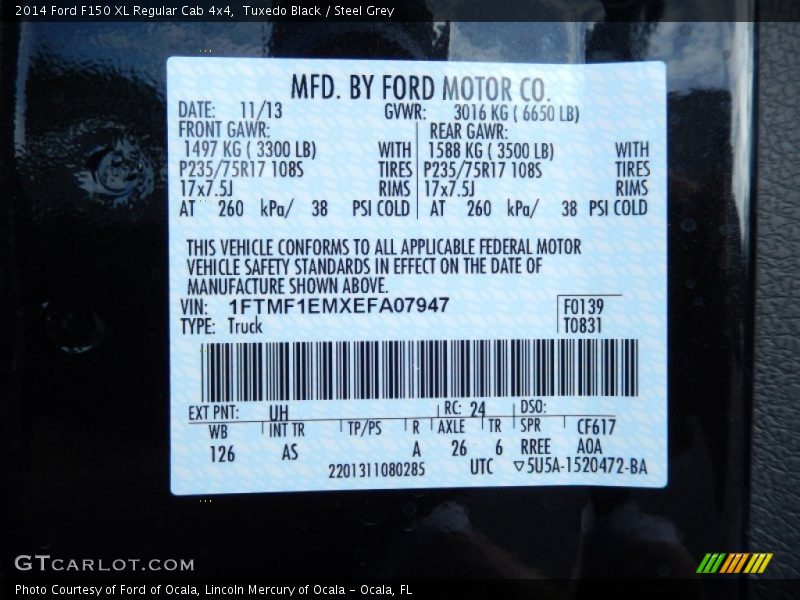 2014 Ford F150 XL Regular Cab 4x4, Tuxedo Black / Steel Grey
MFD. BY FORD MOTOR CO.
DATE: 11/13 GVWR: 3016 KG ( 6650 LB)
FRONT GAWR: REAR GAWR:
1497 KG ( 3300 LB) WITH 1588 KG ( 3500 LB) WITH
P235/75R17 108S TIRES P235/75R17 108S TIRES
17x7.5J RIMS 17x7.5J RIMS
AT 260 kPa/ 38 PSI COLD AT 260 kPa/ 38 PSI COLD
THIS VEHICLE CONFORMS TO ALL APPLICABLE FEDERAL MOTOR
VEHICLE SAFETY STANDARDS IN EFFECT ON THE DATE OF
MANUFACTURE SHOWN ABOVE.
VIN: 1FTMF1EMXEFA07947 F0139
TYPE: Truck T0831
EXT PNT: UH RC: 24 DSO:
WB INT TR TP/PS R AXLE TR SPR CF617
126 AS A 26 6 RREE AOA
2201311080285 UTC ▽5U5A-1520472-BA
GTCARLOT.COM
Photo Courtesy of Ford of Ocala, Lincoln Mercury of Ocala - Ocala, FL